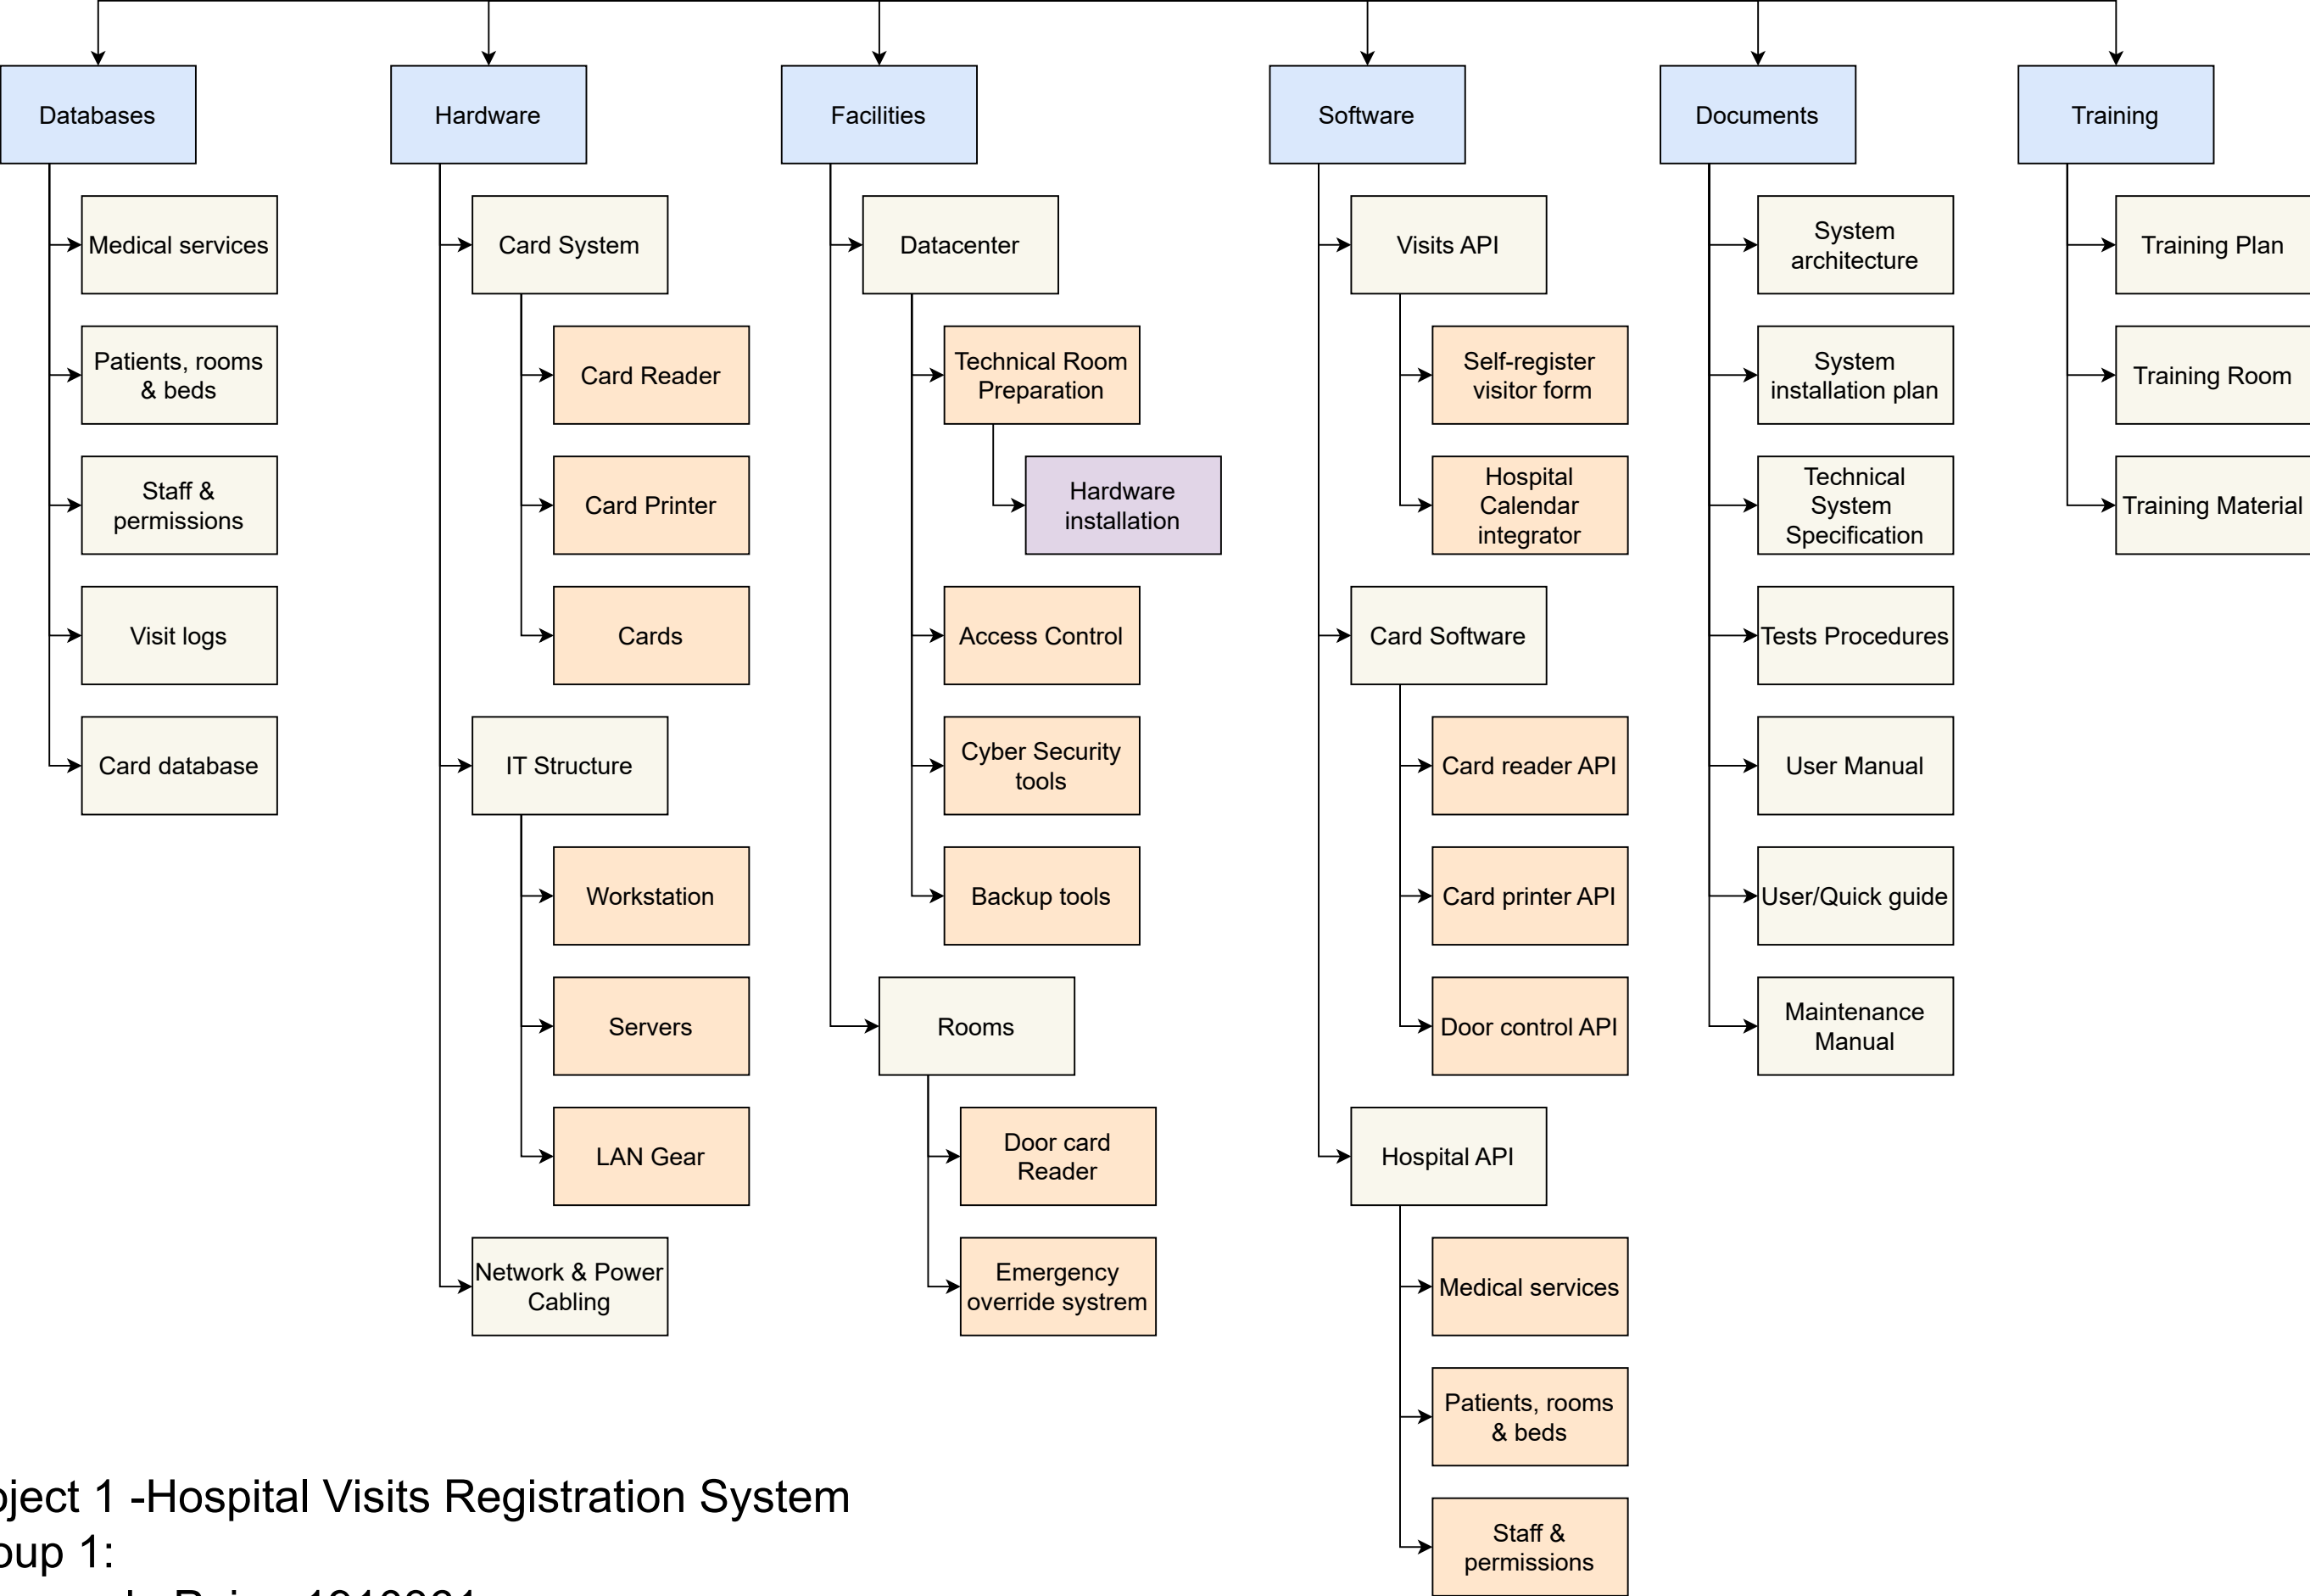 Databases
Medical services
Patients, rooms
& beds
Staff &
permissions
Visit logs
Card database
Hardware
Card System
Card Reader
Card Printer
Cards
IT Structure
Workstation
Servers
LAN Gear
Network & Power
Cabling
Facilities
Datacenter
Technical Room
Preparation
Hardware
installation
Access Control
Cyber Security
tools
Backup tools
Rooms
Door card
Reader
Emergency
override systrem
Software
Visits API
Self-register
visitor form
Hospital
Calendar
integrator
Card Software
Card reader API
Card printer API
Door control API
Hospital API
Medical services
Patients, rooms
& beds
Staff &
permissions
Documents
System
architecture
System
installation plan
Technical
System
Specification
Tests Procedures
User Manual
User/Quick guide
Maintenance
Manual
Training
Training Plan
Training Room
Training Material
oject 1 -Hospital Visits Registration System
oup 1: